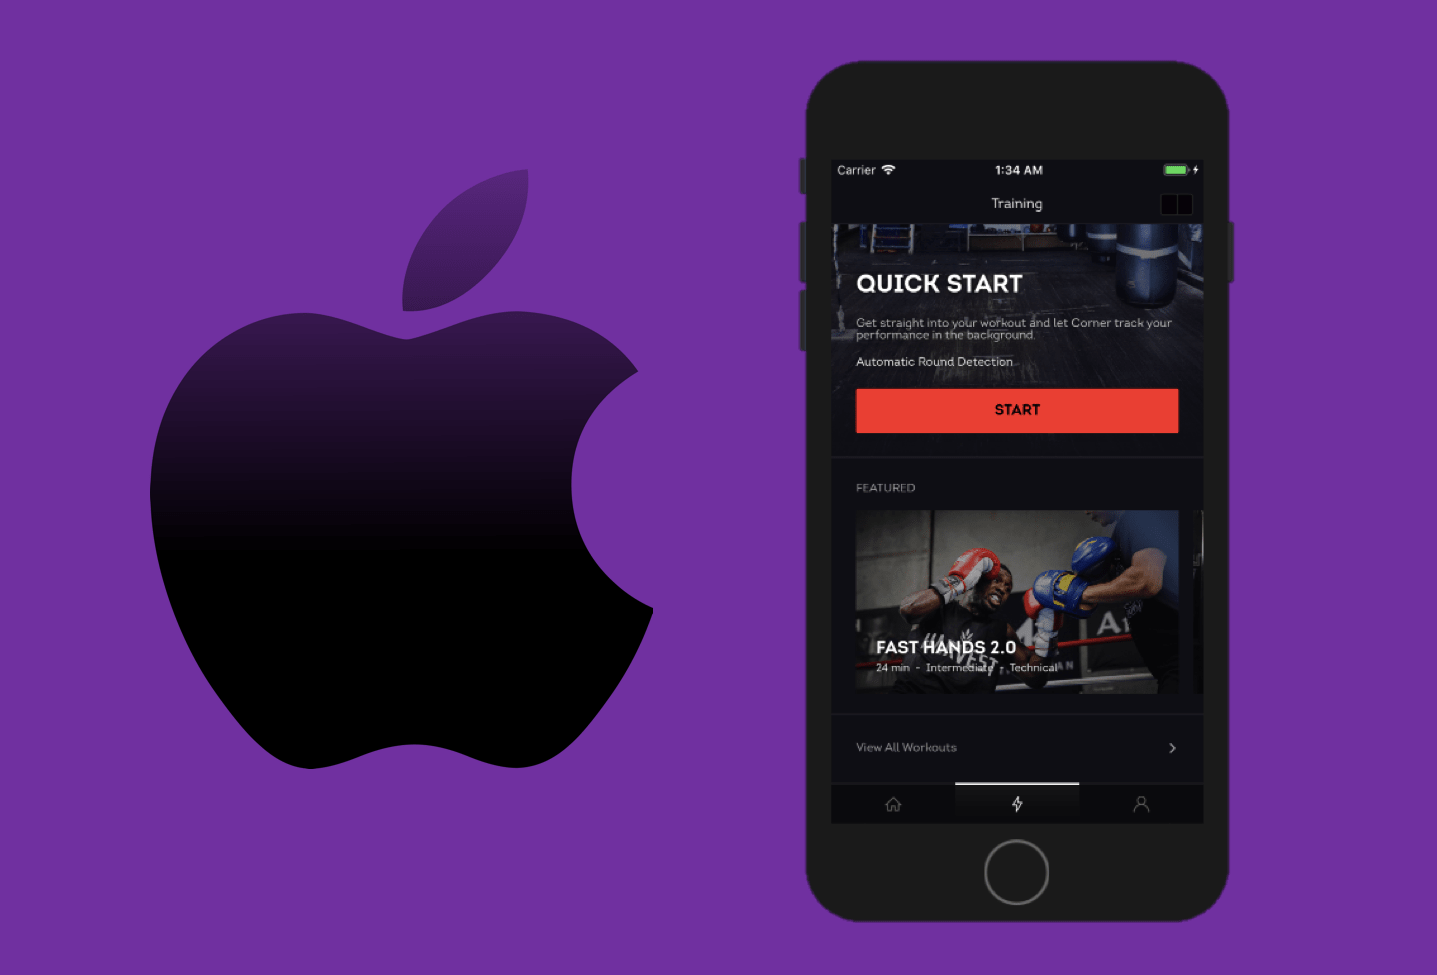 Carrier
1:34 AM
Training
QUICK START
Get straight into your workout and let Corner track your
performance in the background.
Automatic Round Detection
START
FEATURED
HARVEST
FAST HANDS 2.0
24 min - Intermediate - Technical
View All Workouts